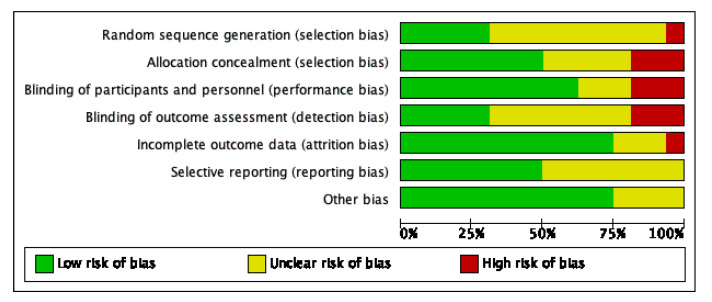 Random sequence generation (selection bias)
Allocation concealment (selection bias)
Blinding of participants and personnel (performance bias)
Blinding of outcome assessment (detection bias)
Incomplete outcome data (attrition bias)
Selective reporting (reporting bias)
Other bias
0% 25% 50% 75% 100%
Low risk of bias Unclear risk of bias High risk of bias